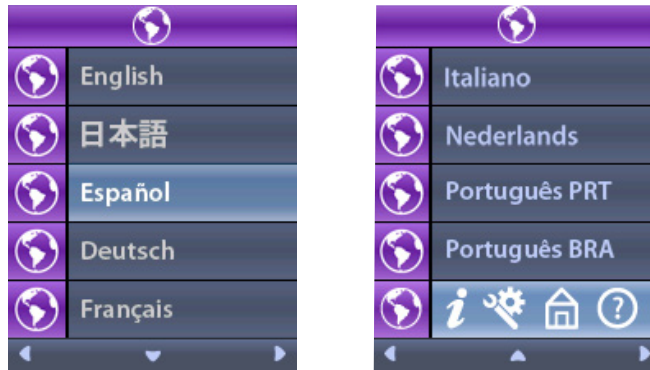 English
日本語
Español
Deutsch
Français
Italiano
Nederlands
Português PRT
Português BRA